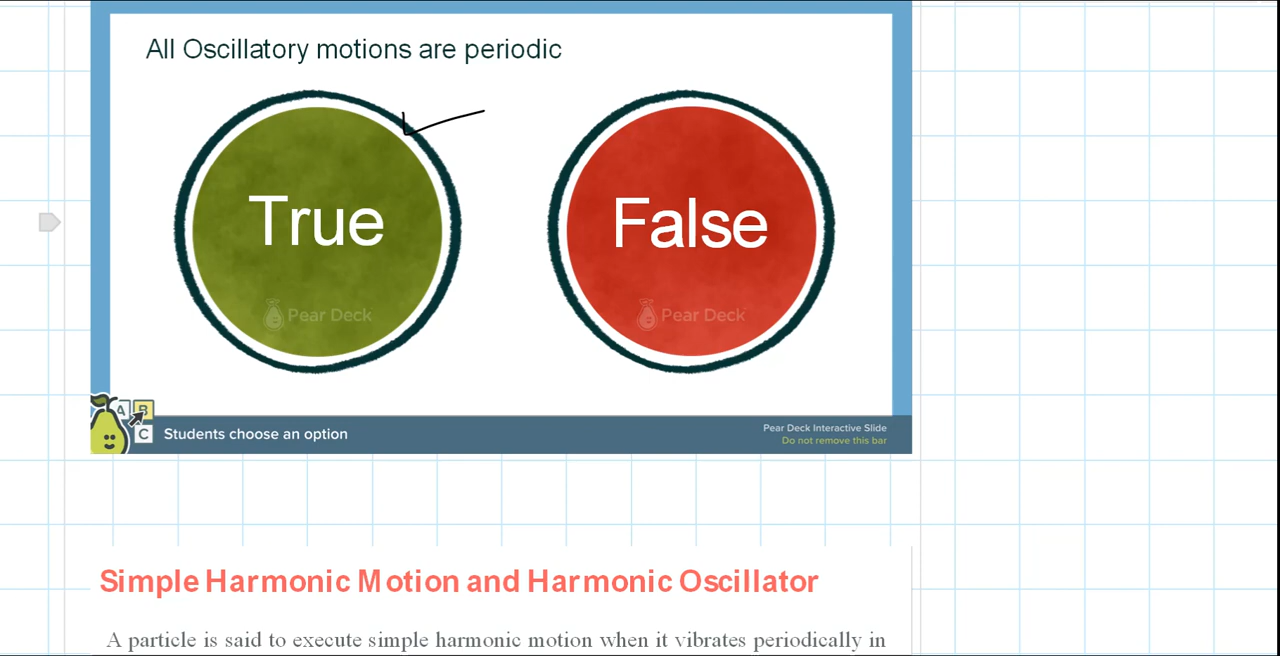 All Oscillatory motions are periodic
True
False
Pear Deck
Pear Deck
A B
C
Students choose an option
Pear Deck Interactive Slide
Do not remove this bar
Simple Harmonic Motion and Harmonic Oscillator
A particle is said to execute simple harmonic motion when it vibrates periodically in